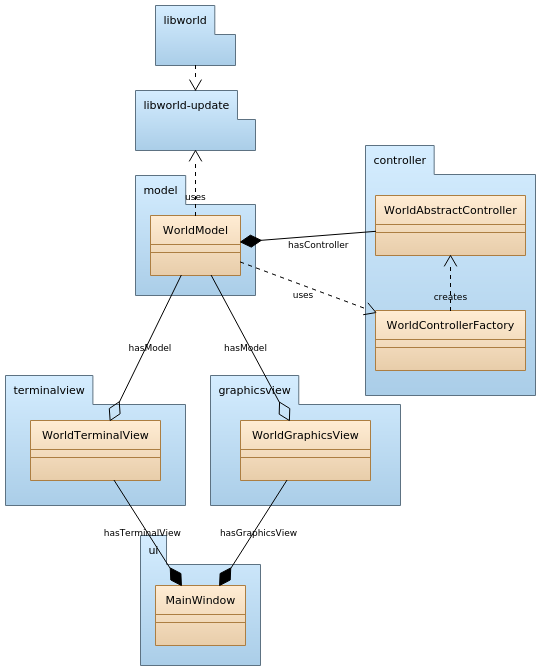 libworld
libworld-update
controller
model
uses
WorldAbstractController
WorldModel
hasController
uses
creates
WorldControllerFactory
hasModel
hasModel
terminalview
graphicsview
WorldTerminalView
WorldGraphicsView
hasTerminalView
hasGraphicsView
ui
MainWindow